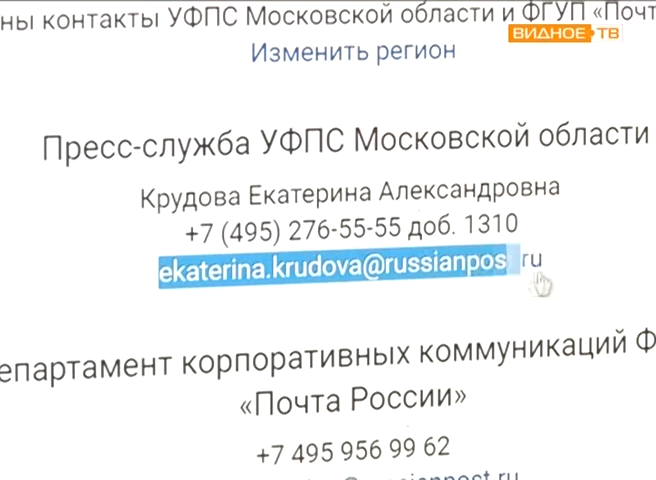 ны контакты УФПС Московской области и ФГУП «Почт
ВИДНОЕ ТВ
Изменить регион
Пресс-служба УФПС Московской области
Крудова Екатерина Александровна
+7 (495) 276-55-55 доб. 1310
ekaterina.krudova@russianpos ru
епартамент корпоративных коммуникаций Ф
«Почта России»
+7 495 956 99 62
@russianpost.ru